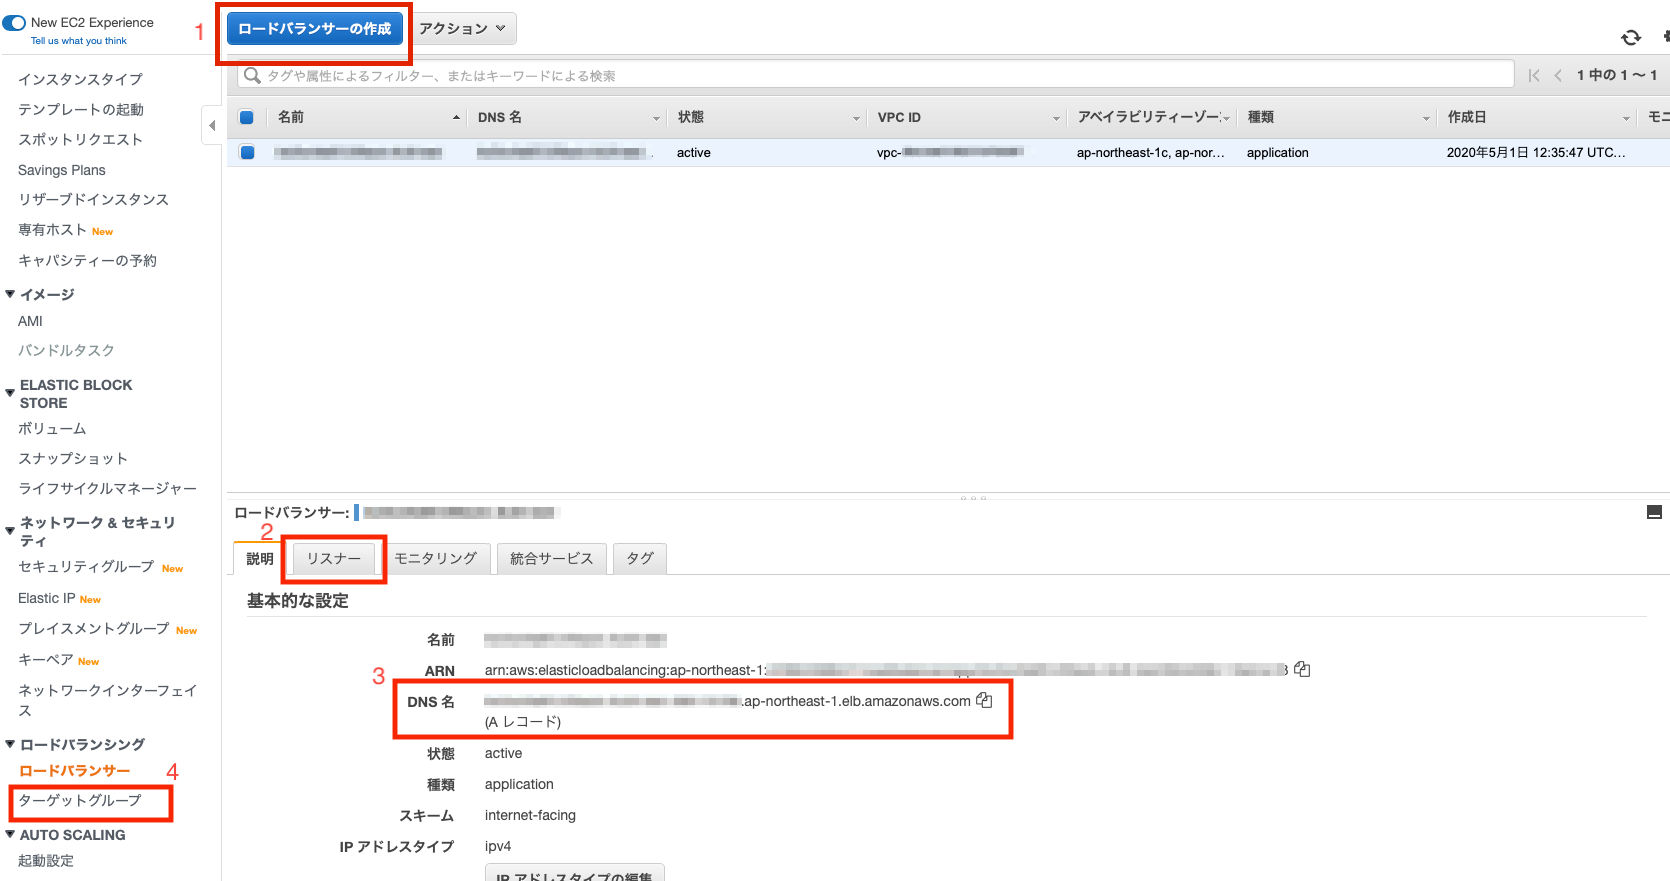 New EC2 Experience
Tell us what you think
インスタンスタイプ
テンプレートの起動
スポットリクエスト
Savings Plans
リザーブドインスタンス
専有ホスト New
キャパシティーの予約
イメージ
AMI
バンドルタスク
ELASTIC BLOCK
STORE
ボリューム
スナップショット
ライフサイクルマネージャー
ネットワーク & セキュリ
ティ
セキュリティグループ New
Elastic IP New
プレイスメントグループ New
キーペア New
ネットワークインターフェイ
ス
ロードバランシング
ロードバランサー 4
ターゲットグループ
AUTO SCALING
起動設定
1 ロードバランサーの作成 アクション
タグや属性によるフィルター、またはキーワードによる検索 1 中の 1 ～ 1
名前 DNS 名 状態 VPC ID アベイラビリティーゾーン 種類 作成日 モニ
active vpc- ap-northeast-1c, ap-nor... application 2020年5月1日 12:35:47 UTC...
ロードバランサー:
2
説明 リスナー モニタリング 統合サービス タグ
基本的な設定
名前
ARN arn:aws:elasticloadbalancing:ap-northeast-1:
3
DNS 名 .ap-northeast-1.elb.amazonaws.com
(A レコード)
状態 active
種類 application
スキーム internet-facing
IP アドレスタイプ ipv4
IP アドレスタイプの編集